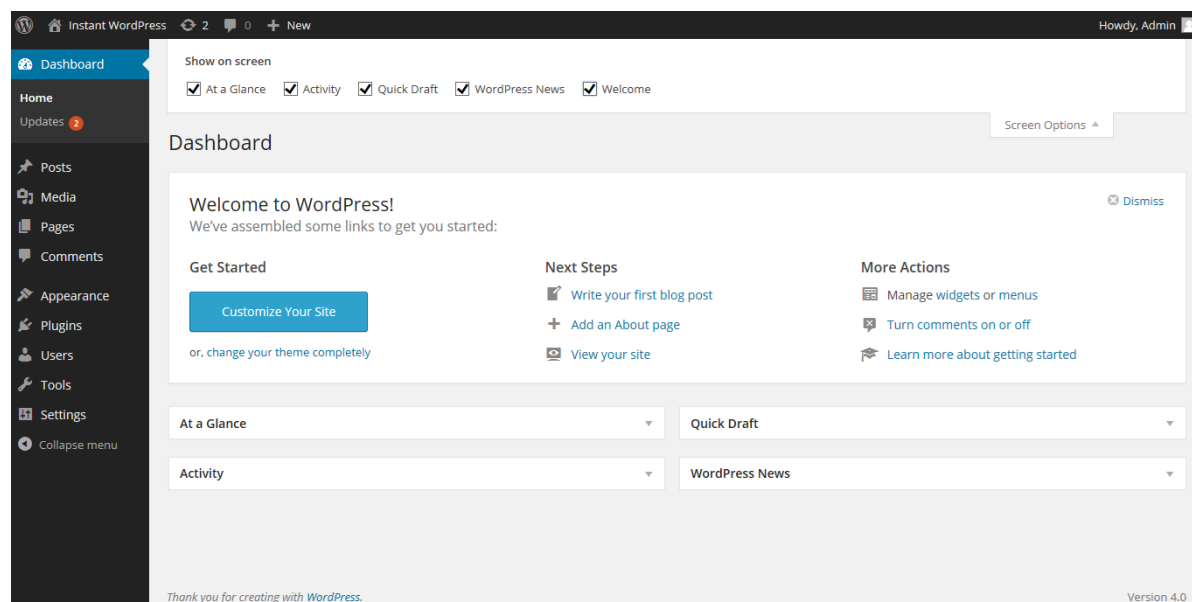 Instant WordPress 2 0 New Howdy, Admin
Dashboard
Home
Updates 2
Posts
Media
Pages
Comments
Appearance
Plugins
Users
Tools
Settings
Collapse menu
Show on screen
At a Glance Activity Quick Draft WordPress News Welcome
Screen Options
Dashboard
Welcome to WordPress!
Dismiss
We've assembled some links to get you started:
Get Started
Customize Your Site
or, change your theme completely
Next Steps
Write your first blog post
Add an About page
View your site
More Actions
Manage widgets or menus
Turn comments on or off
Learn more about getting started
At a Glance
Quick Draft
Activity
WordPress News
Thank you for creating with WordPress.
Version 4.0